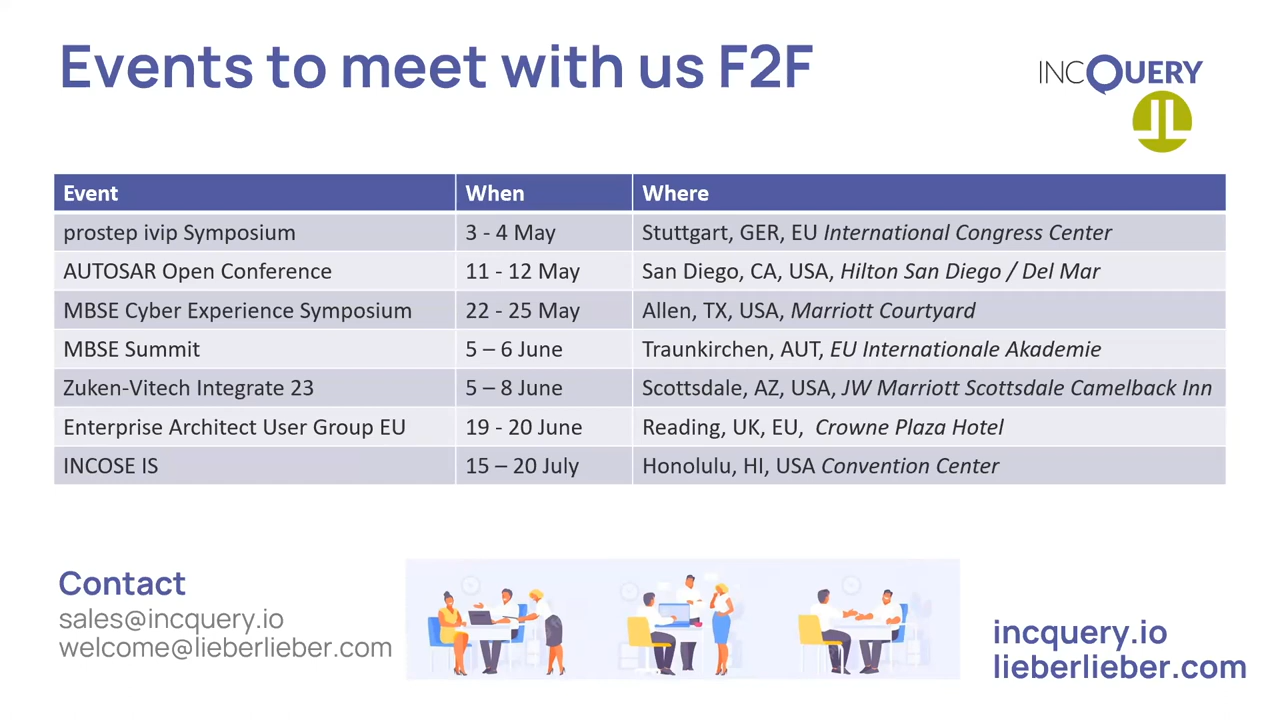 Events to meet with us F2F
INCQUERY
Event When Where
prostep ivip Symposium 3 - 4 May Stuttgart, GER, EU International Congress Center
AUTOSAR Open Conference 11 - 12 May San Diego, CA, USA, Hilton San Diego / Del Mar
MBSE Cyber Experience Symposium 22 - 25 May Allen, TX, USA, Marriott Courtyard
MBSE Summit 5 – 6 June Traunkirchen, AUT, EU Internationale Akademie
Zuken-Vitech Integrate 23 5 – 8 June Scottsdale, AZ, USA, JW Marriott Scottsdale Camelback Inn
Enterprise Architect User Group EU 19 - 20 June Reading, UK, EU, Crowne Plaza Hotel
INCOSE IS 15 – 20 July Honolulu, HI, USA Convention Center
Contact
sales@incquery.io
welcome@lieberlieber.com
incquery.io
lieberlieber.com